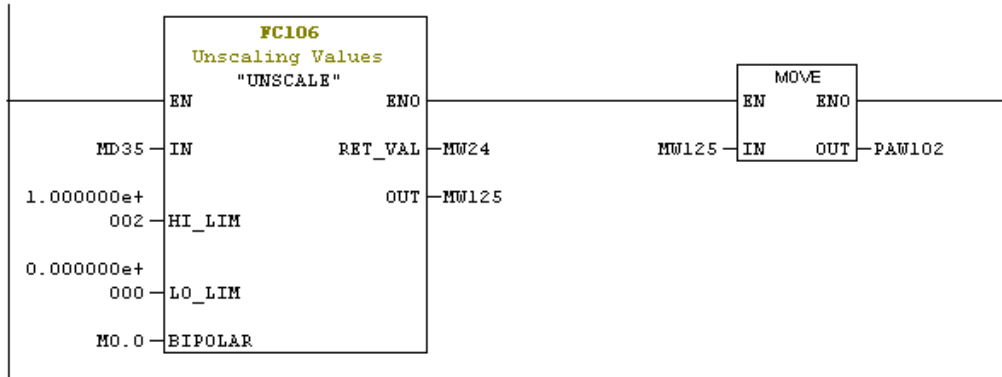 FC106
Unscaling Values
"UNSCALE"
MOVE
EN ENO
EN ENO
MD35 IN RET_VAL MW24
MW125 IN OUT PAW102
1.000000e+
OUT MW125
002 HI_LIM
0.000000e+
000 LO_LIM
M0.0 BIPOLAR